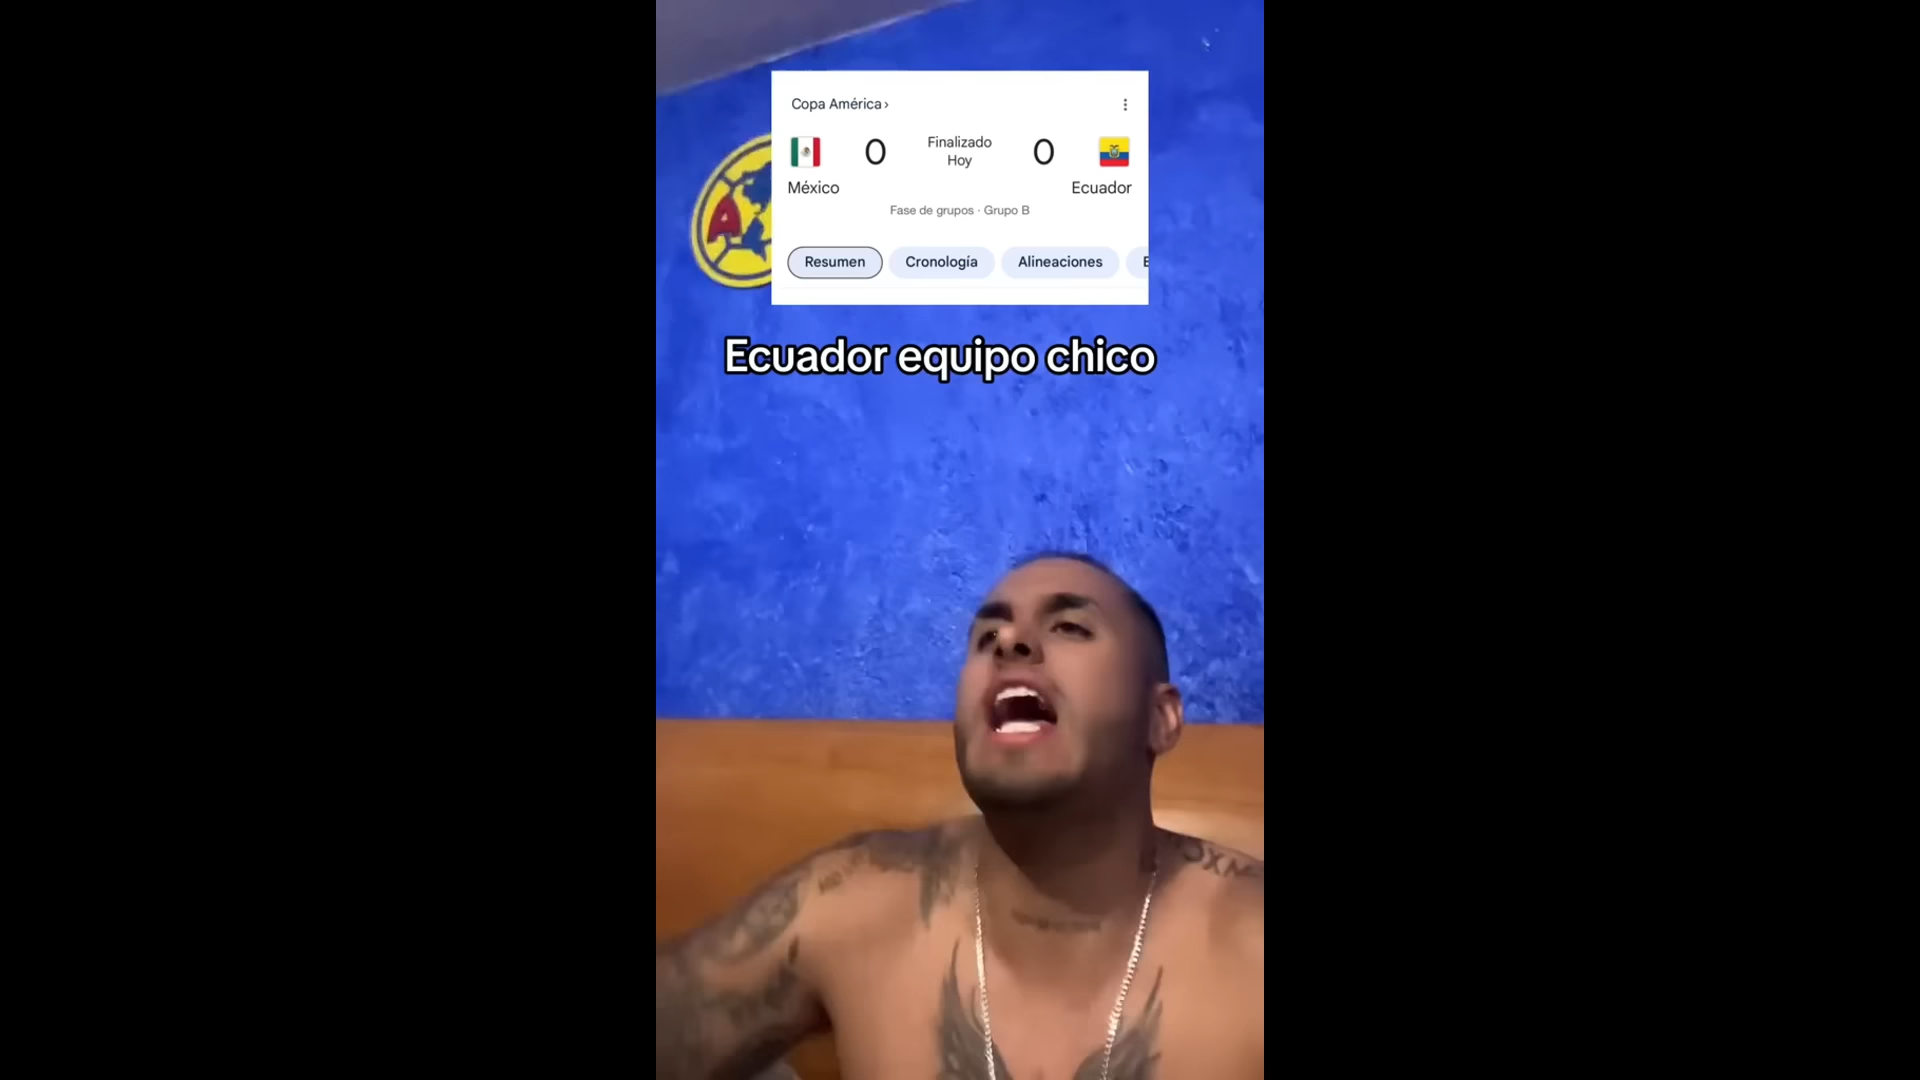 Copa América ›
0 Finalizado 0
Hoy
México Ecuador
Fase de grupos · Grupo B
Resumen Cronología Alineaciones E
Ecuador equipo chico
A